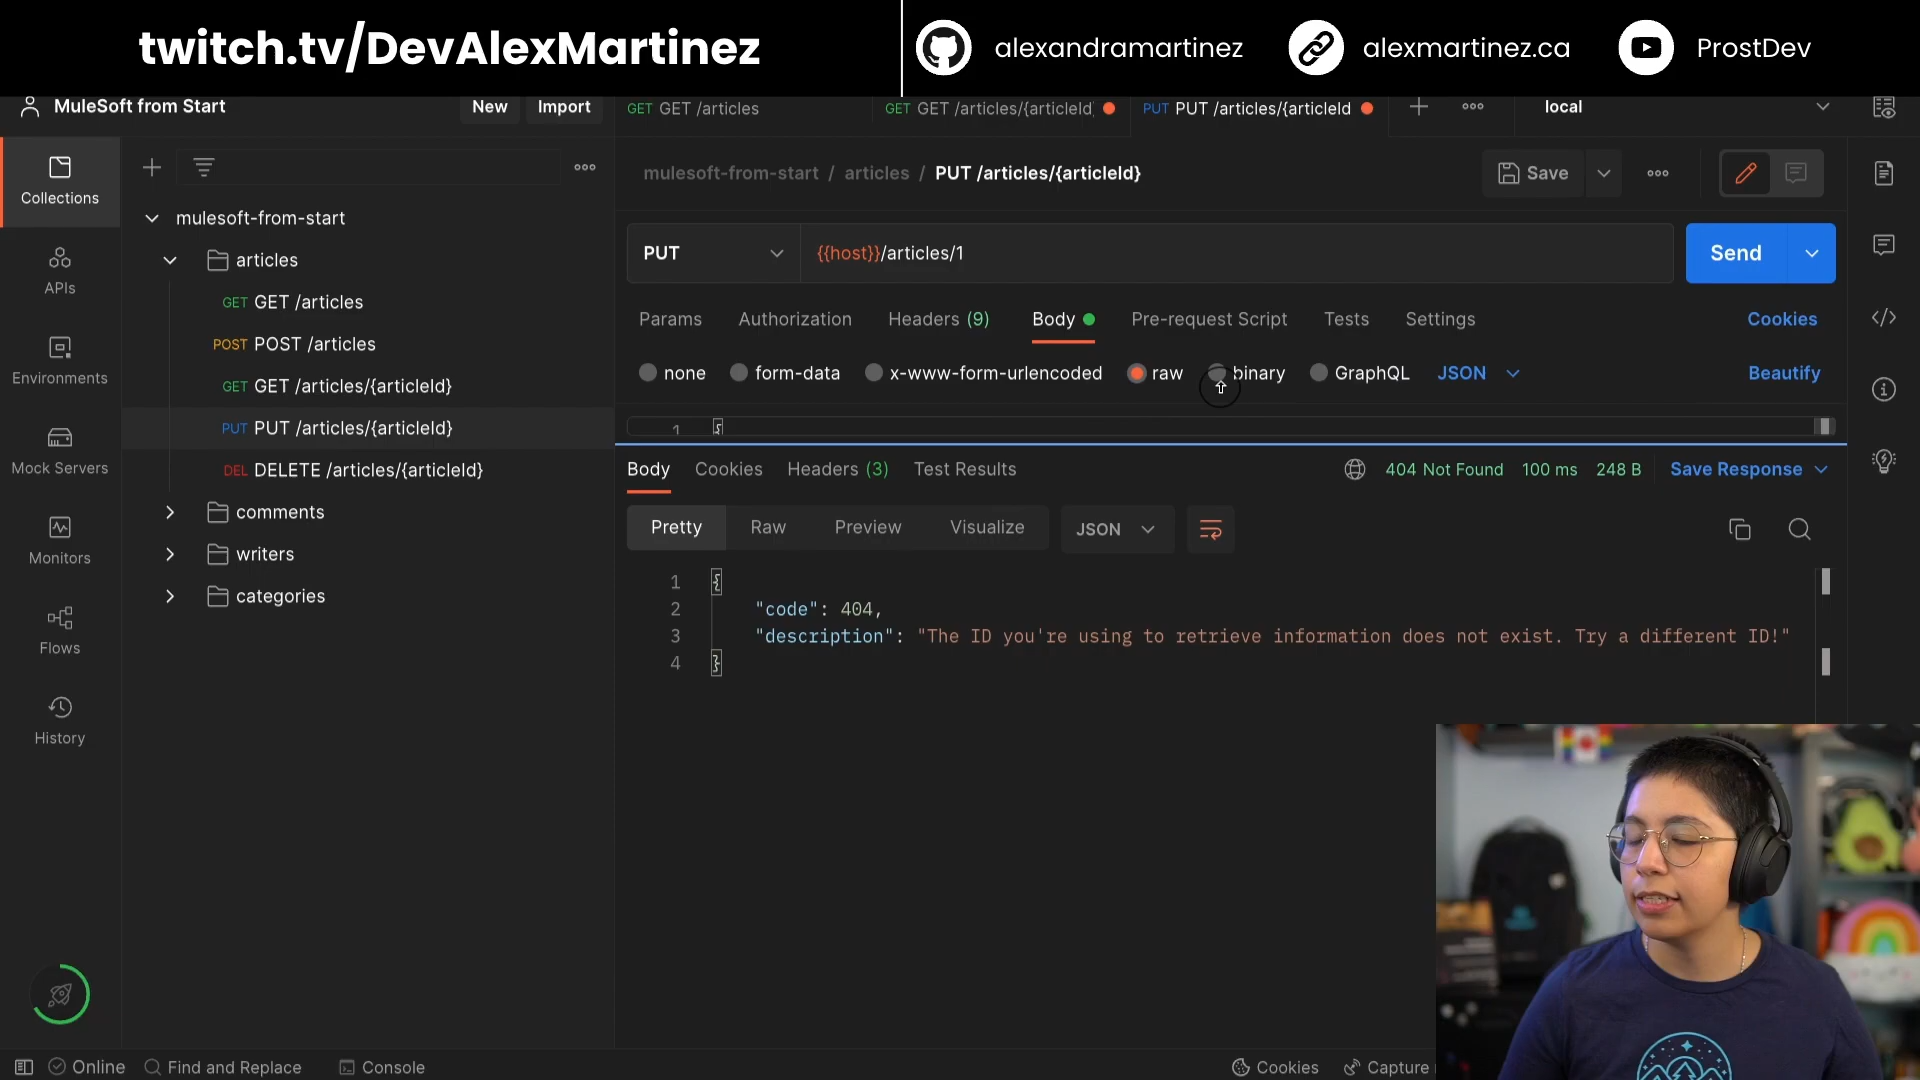 twitch.tv/DevAlexMartinez
alexandramartinez
alexmartinez.ca
ProstDev
MuleSoft from Start
New
Import
GET GET /articles
GET GET /articles/{articleId}
PUT PUT /articles/{articleId
local
Collections
APIs
Environments
Mock Servers
Monitors
Flows
History
mulesoft-from-start
articles
GET GET /articles
POST POST /articles
GET GET /articles/{articleId}
PUT PUT /articles/{articleId}
DEL DELETE /articles/{articleId}
comments
writers
categories
mulesoft-from-start / articles / PUT /articles/{articleId}
Save
PUT
{{host}}/articles/1
Send
Params Authorization Headers (9) Body Pre-request Script Tests Settings Cookies
none form-data x-www-form-urlencoded raw binary GraphQL JSON Beautify
1 {
Body Cookies Headers (3) Test Results
404 Not Found 100 ms 248 B Save Response
Pretty Raw Preview Visualize JSON
1 {
2 "code": 404,
3 "description": "The ID you're using to retrieve information does not exist. Try a different ID!"
4 }
Online Find and Replace Console
Cookies Capture